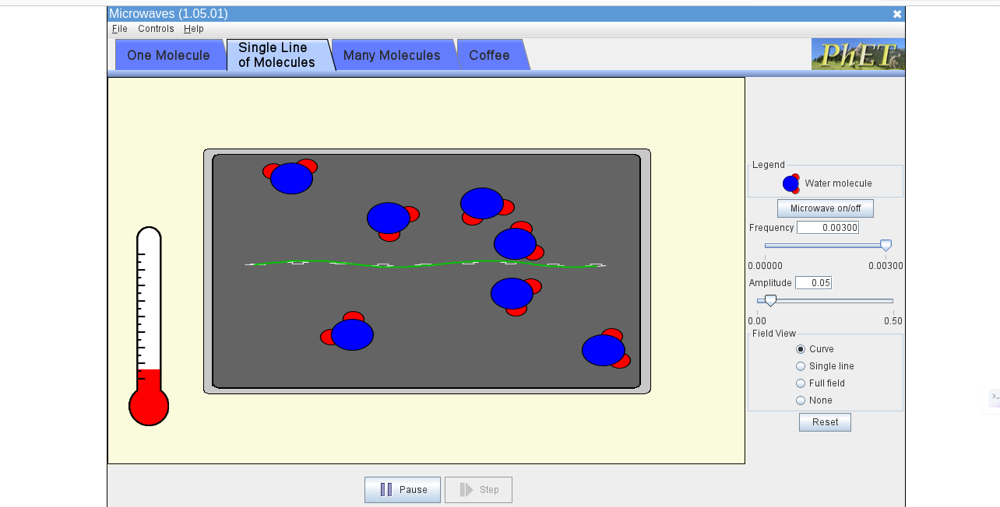 Microwaves (1.05.01)
File Controls Help
One Molecule
Single Line
of Molecules
Many Molecules
Coffee
PhET
Legend
Water molecule
Microwave on/off
Frequency 0.00300
0.00000 0.00300
Amplitude 0.05
0.00 0.50
Field View
Curve
Single line
Full field
None
Reset
Pause
Step